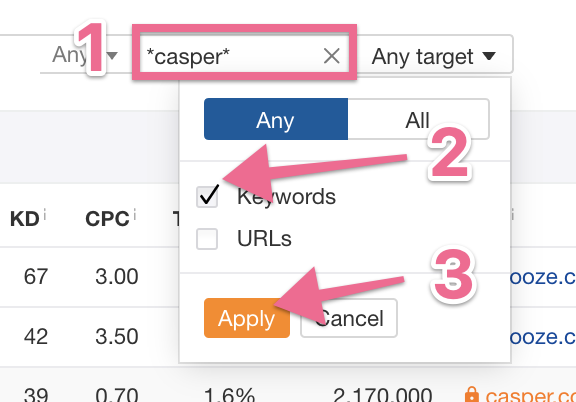 1
Any
*casper*
Any target
Any
All
2
Keywords
KD
CPC
T
URLs
67
3.00
ooze.c
3
42
3.50
Apply
Cancel
ooze.c
39
0.70
1.6%
2,170,000
casper.com